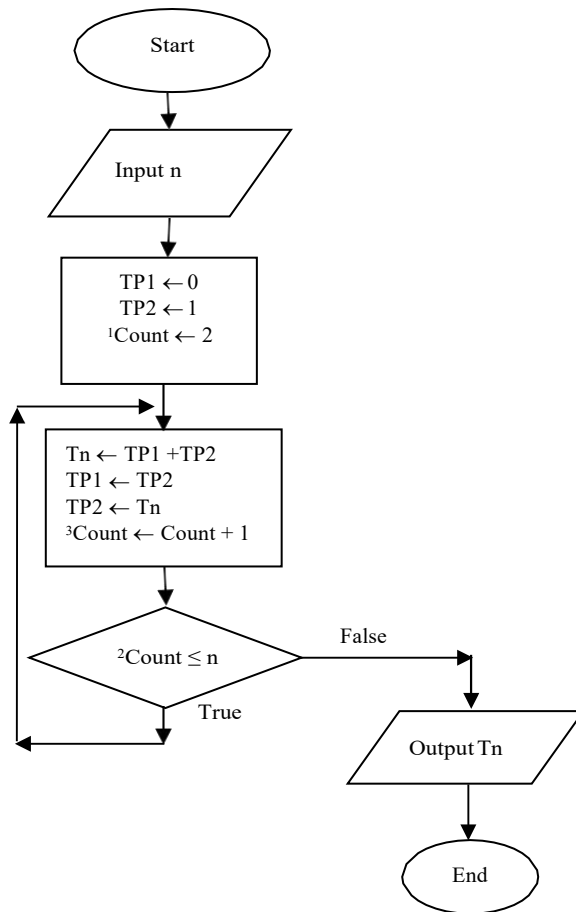 Start
Input n
TP1 ← 0
TP2 ← 1
¹Count ← 2
Tn ← TP1 +TP2
TP1 ← TP2
TP2 ← Tn
³Count ← Count + 1
²Count ≤ n
False
True
Output Tn
End